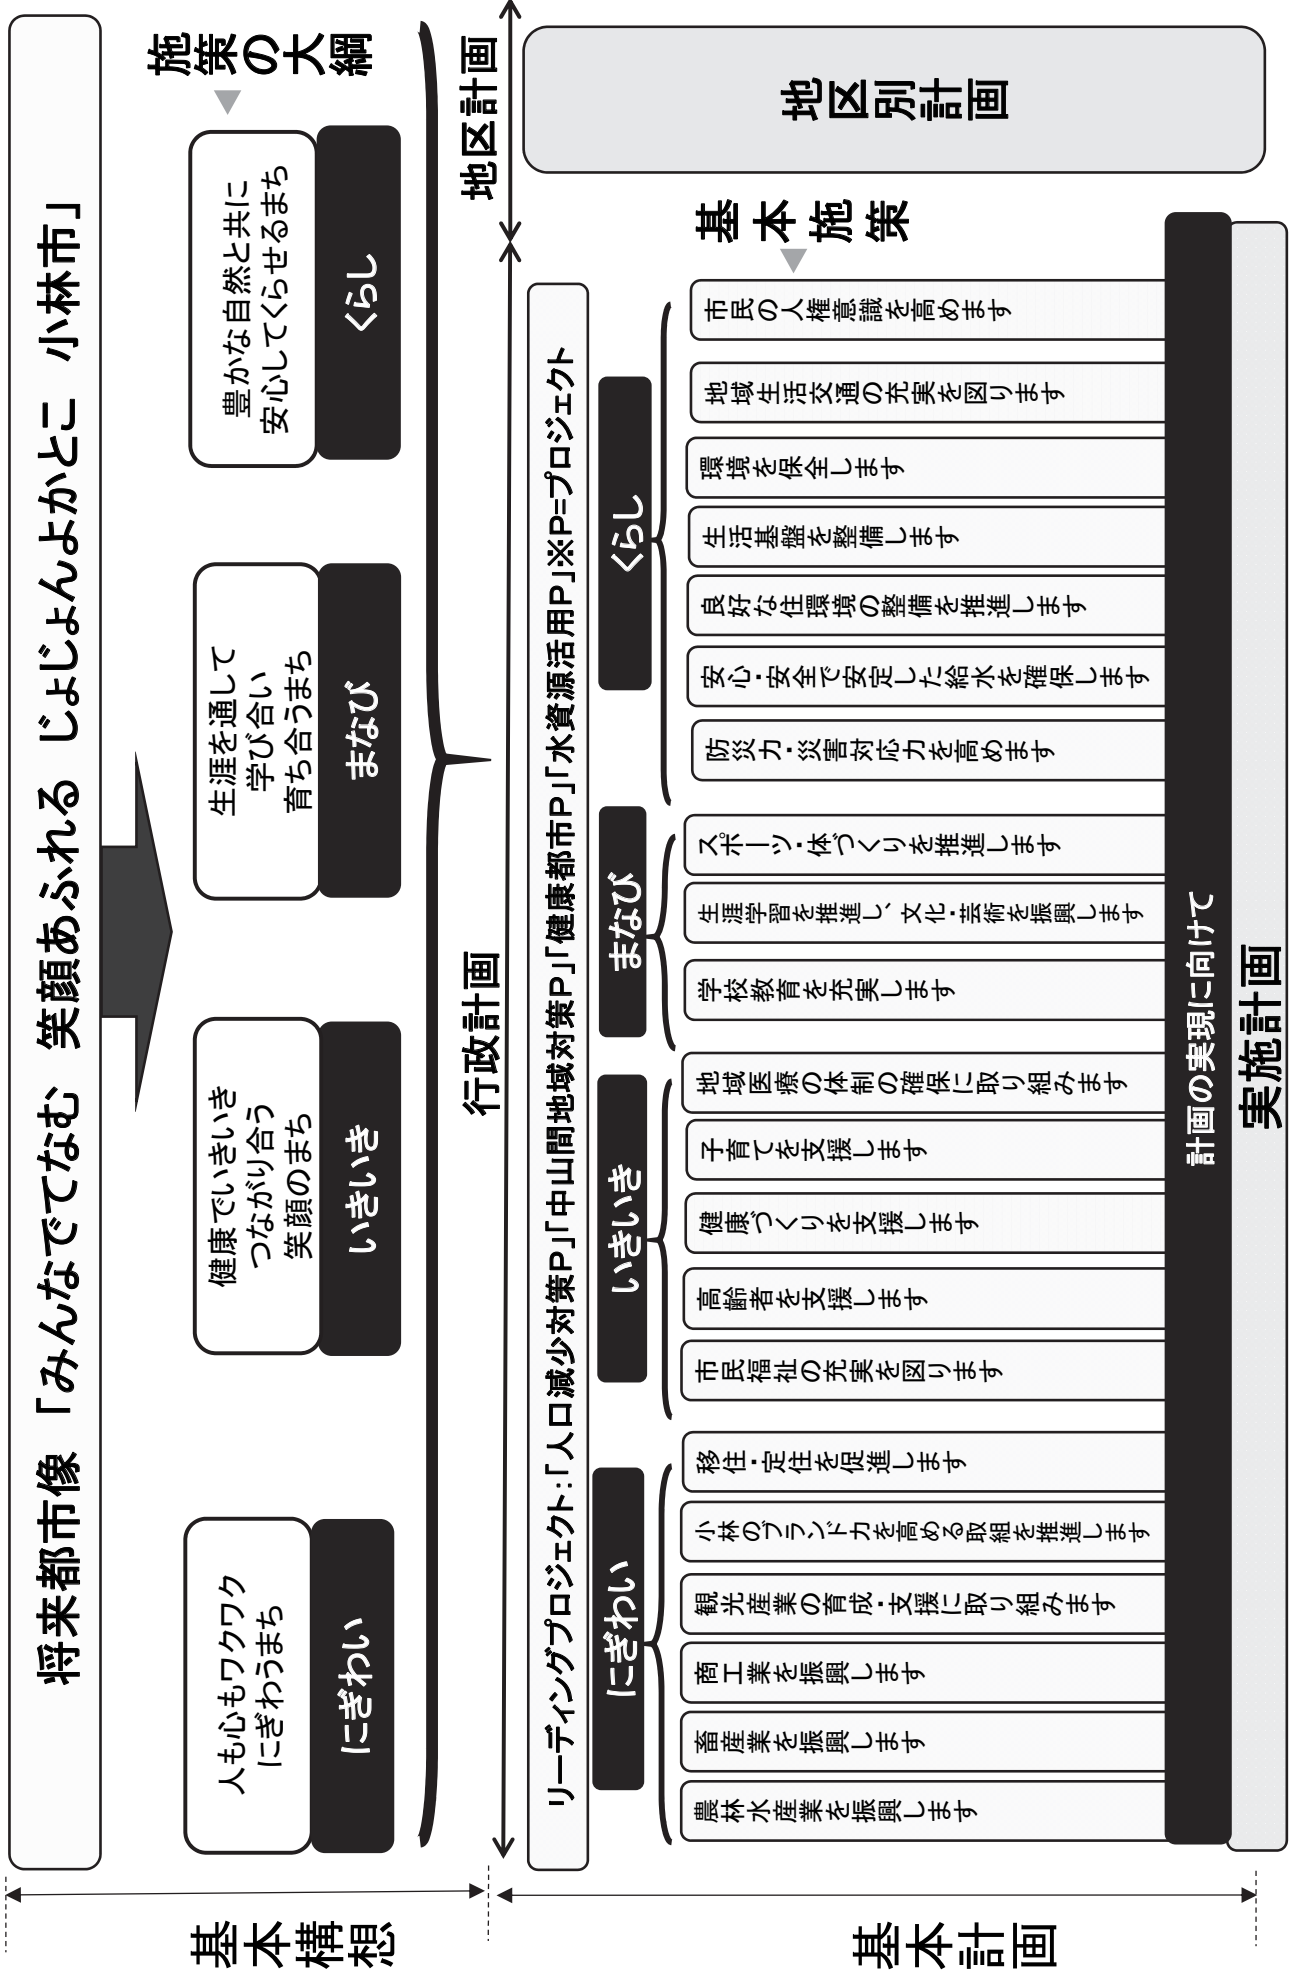 将来都市像 「みんなでてなむ 笑顔あふれる じょじょんよかとこ 小林市」
基本構想
施策の大綱
人も心もワクワク
にぎわうまち
にぎわい
健康でいきいき
つながり合う
笑顔のまち
いきいき
生涯を通して
学び合い
育ち合うまち
まなび
豊かな自然と共に
安心してくらせるまち
くらし
行政計画
地区計画
基本計画
リーディングプロジェクト:「人口減少対策P」「中山間地域対策P」「健康都市P」「水資源活用P」※P=プロジェクト
基本施策
にぎわい
農林水産業を振興します
畜産業を振興します
商工業を振興します
観光産業の育成・支援に取り組みます
小林のブランド力を高める取組を推進します
移住・定住を促進します
いきいき
市民福祉の充実を図ります
高齢者を支援します
健康づくりを支援します
子育てを支援します
地域医療の体制の確保に取り組みます
まなび
学校教育を充実します
生涯学習を推進し、文化・芸術を振興します
スポーツ・体づくりを推進します
くらし
防災力・災害対応力を高めます
安心・安全で安定した給水を確保します
良好な住環境の整備を推進します
生活基盤を整備します
環境を保全します
地域生活交通の充実を図ります
市民の人権意識を高めます
地区別計画
計画の実現に向けて
実施計画